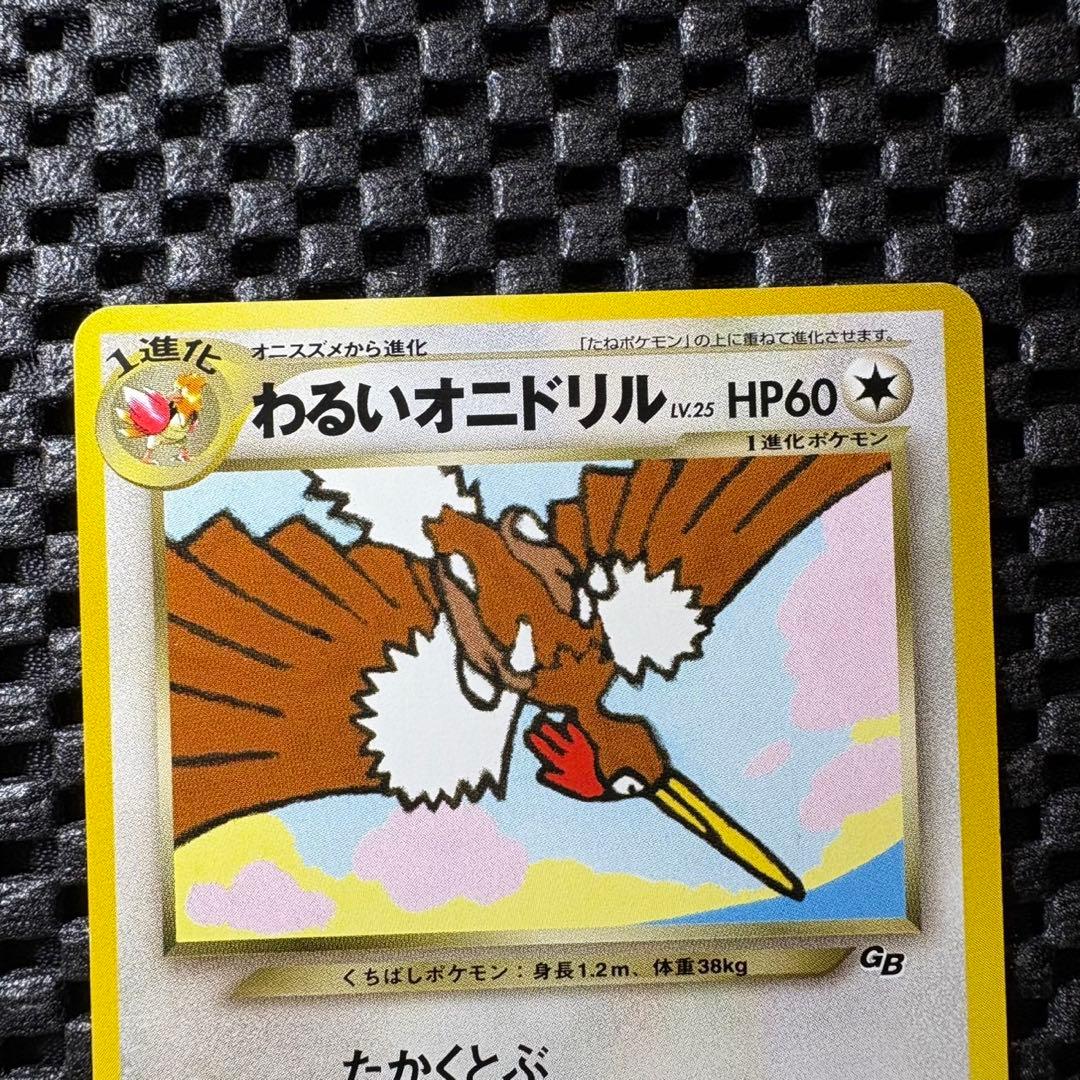 1進化
オニスズメから進化
「たねポケモン」の上に重ねて進化させます。
わるいオニドリル LV.25 HP60
1進化ポケモン
くちばしポケモン：身長1.2m、体重38kg
GB
たかくとぶ